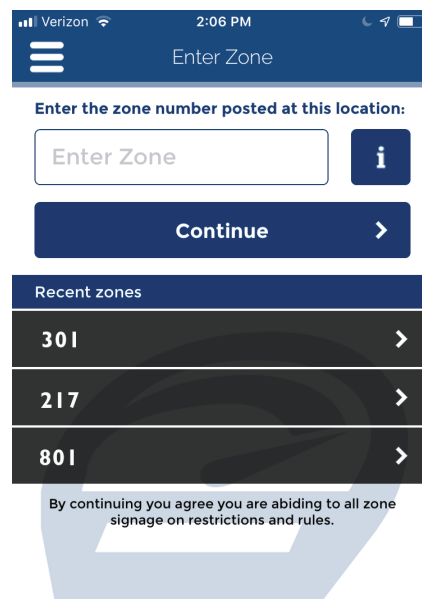 Verizon 2:06 PM
Enter Zone
Enter the zone number posted at this location:
Enter Zone
i
Continue
Recent zones
301
217
801
By continuing you agree you are abiding to all zone
signage on restrictions and rules.